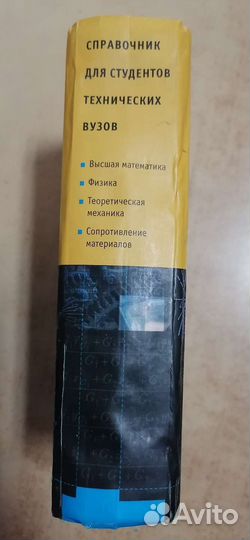 СПРАВОЧНИК
ДЛЯ СТУДЕНТОВ
ТЕХНИЧЕСКИХ
ВУЗОВ
Высшая математика
Физика
Теоретическая
механика
Сопротивление
материалов
Avito